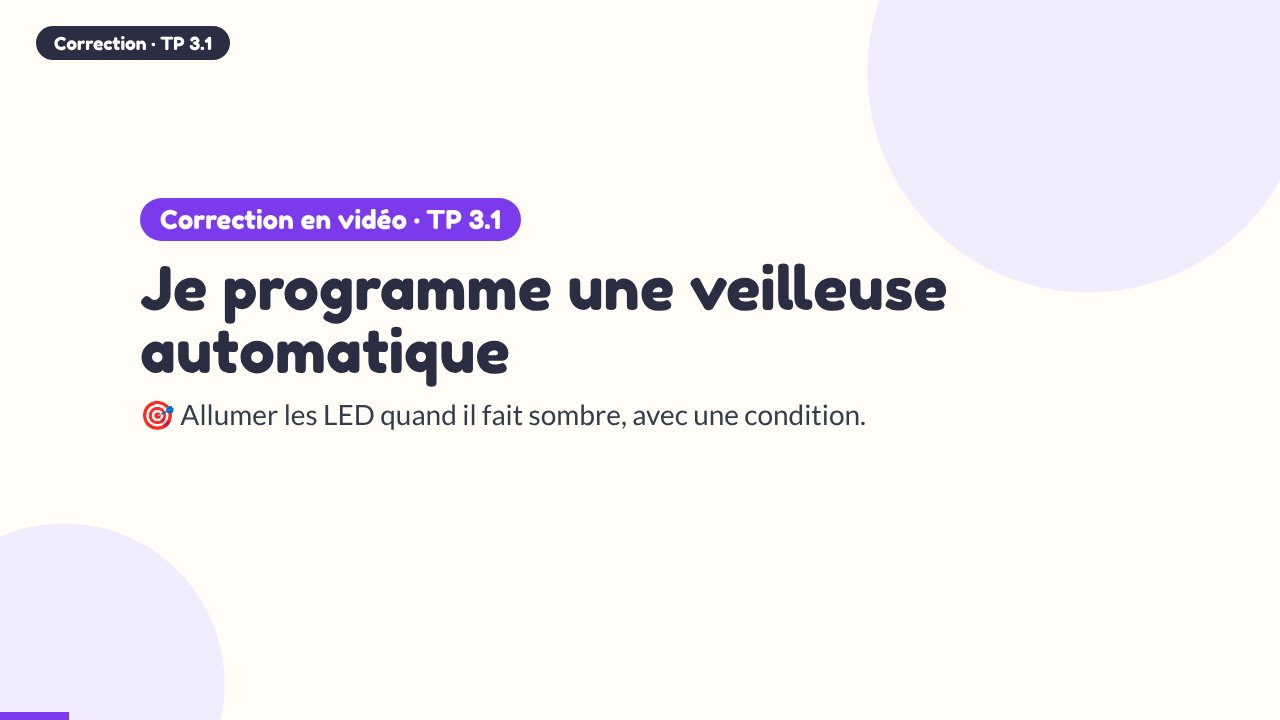 Correction · TP 3.1
Correction en vidéo · TP 3.1
Je programme une veilleuse
automatique
🎯 Allumer les LED quand il fait sombre, avec une condition.